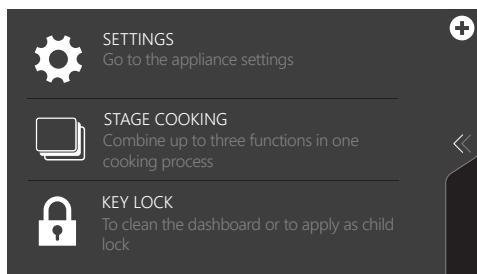 SETTINGS
Go to the appliance settings
STAGE COOKING
Combine up to three functions in one
cooking process
KEY LOCK
To clean the dashboard or to apply as child
lock